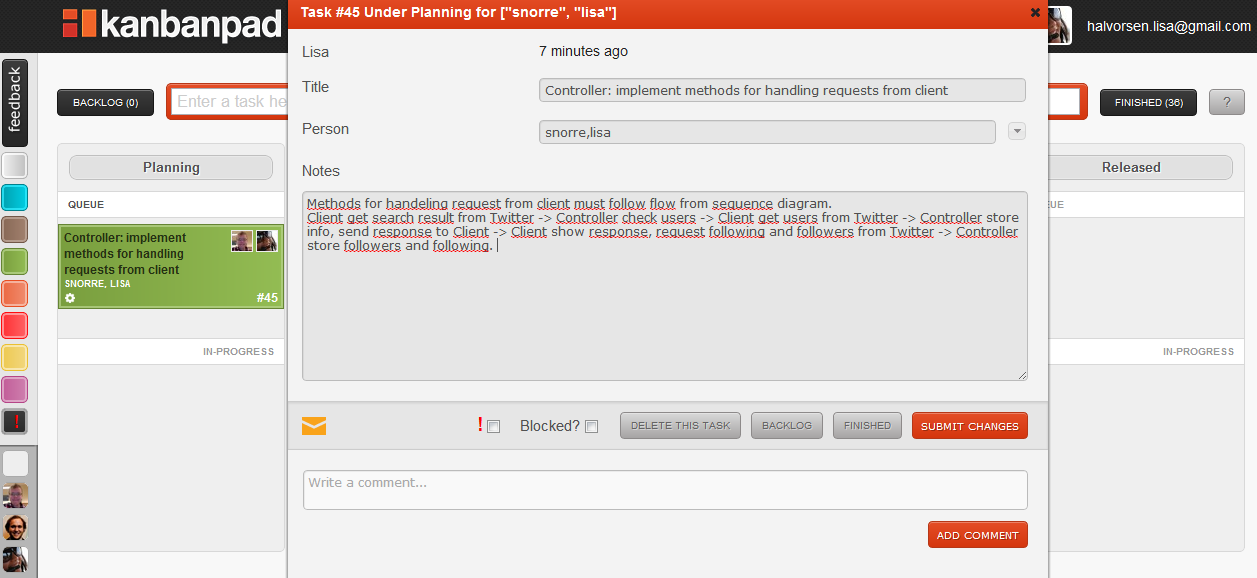 kanbanpad
Task #45 Under Planning for ["snorre", "lisa"]
halvorsen.lisa@gmail.com
feedback
BACKLOG (0)
Enter a task he
FINISHED (36)
?
Planning
QUEUE
Controller: implement
methods for handling
requests from client
SNORRE, LISA
#45
IN-PROGRESS
Lisa
7 minutes ago
Title
Controller: implement methods for handling requests from client
Person
snorre,lisa
Notes
Methods for handeling request from client must follow flow from sequence diagram.
Client get search result from Twitter -> Controller check users -> Client get users from Twitter -> Controller store
info, send response to Client -> Client show response, request following and followers from Twitter -> Controller
store followers and following.
!
Blocked?
DELETE THIS TASK
BACKLOG
FINISHED
SUBMIT CHANGES
Write a comment...
ADD COMMENT
Released
EUE
IN-PROGRESS
!